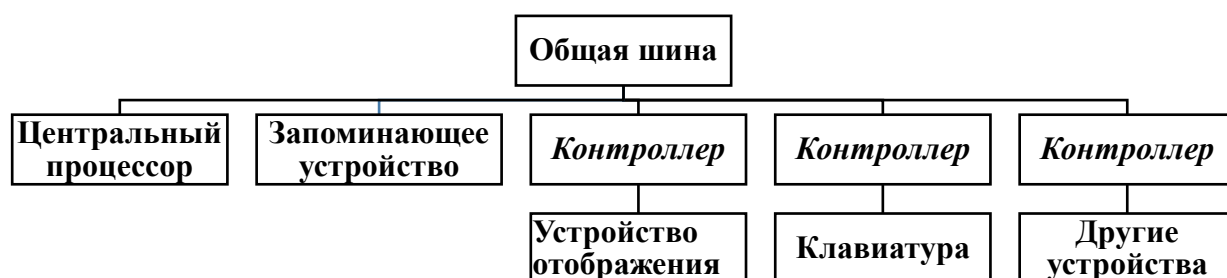 Общая шина
Центральный
процессор
Запоминающее
устройство
Контроллер
Контроллер
Контроллер
Устройство
отображения
Клавиатура
Другие
устройства